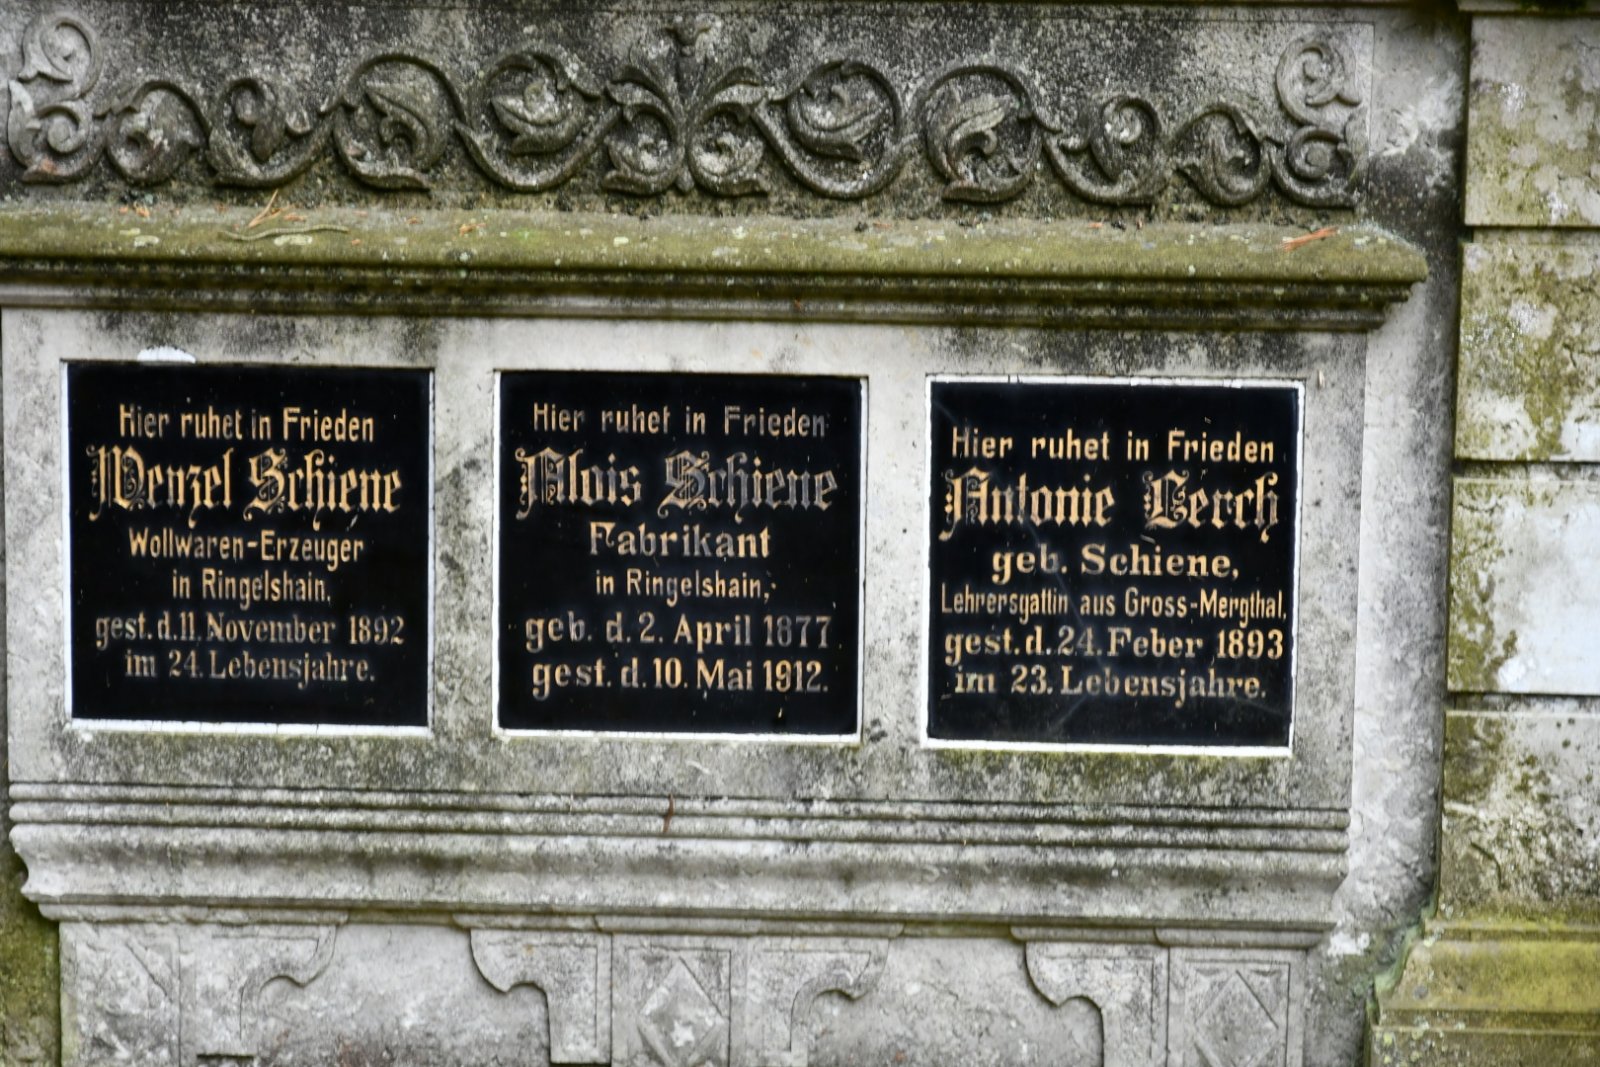 Hier ruhet in Frieden
Wenzel Schiene
Wollwaren-Erzeuger
in Ringelshain.
gest. d. 11. November 1892
im 24. Lebensjahre.
Hier ruhet in Frieden
Alois Schiene
Fabrikant
in Ringelshain,
geb. d. 2. April 1877
gest. d. 10. Mai 1912.
Hier ruhet in Frieden
Antonie Lerch
geb. Schiene,
Lehrersgattin aus Gross-Mergthal,
gest. d. 24. Feber 1893
im 23. Lebensjahre.